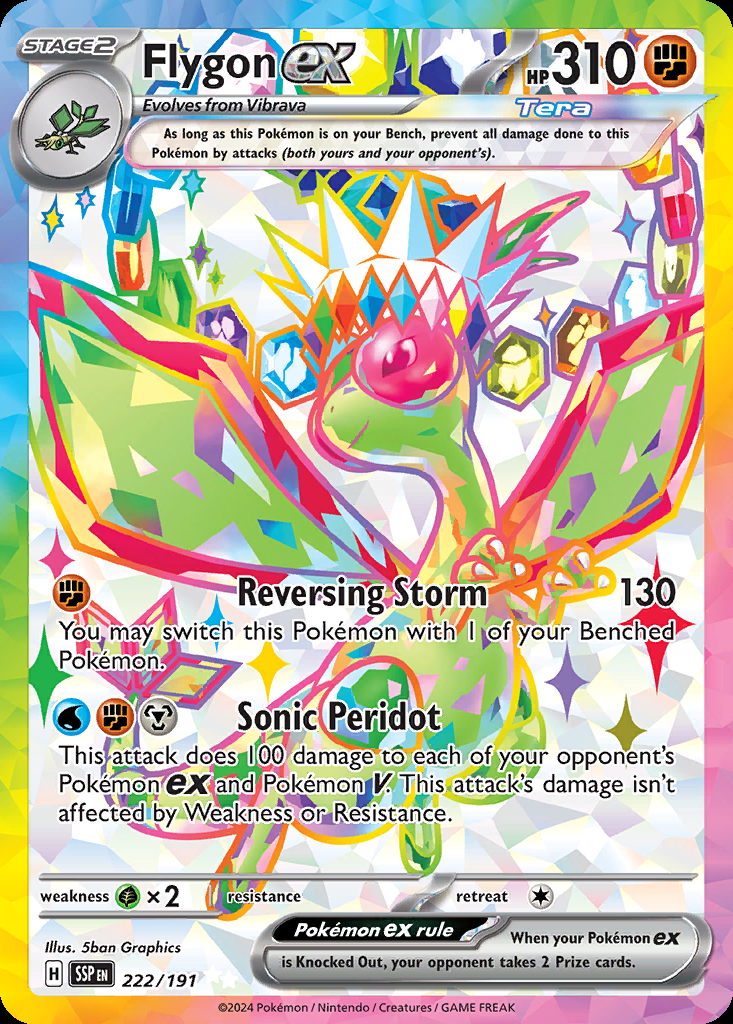 STAGE2
Flygon ex
HP 310
Evolves from Vibrava
Tera
As long as this Pokémon is on your Bench, prevent all damage done to this
Pokémon by attacks (both yours and your opponent's).
Reversing Storm 130
You may switch this Pokémon with 1 of your Benched
Pokémon.
Sonic Peridot
This attack does 100 damage to each of your opponent's
Pokémon ex and Pokémon V. This attack's damage isn't
affected by Weakness or Resistance.
weakness ×2 resistance retreat
Illus. 5ban Graphics
Pokémon ex rule
When your Pokémon ex
is Knocked Out, your opponent takes 2 Prize cards.
H SSP EN 222/191
©2024 Pokémon / Nintendo / Creatures / GAME FREAK